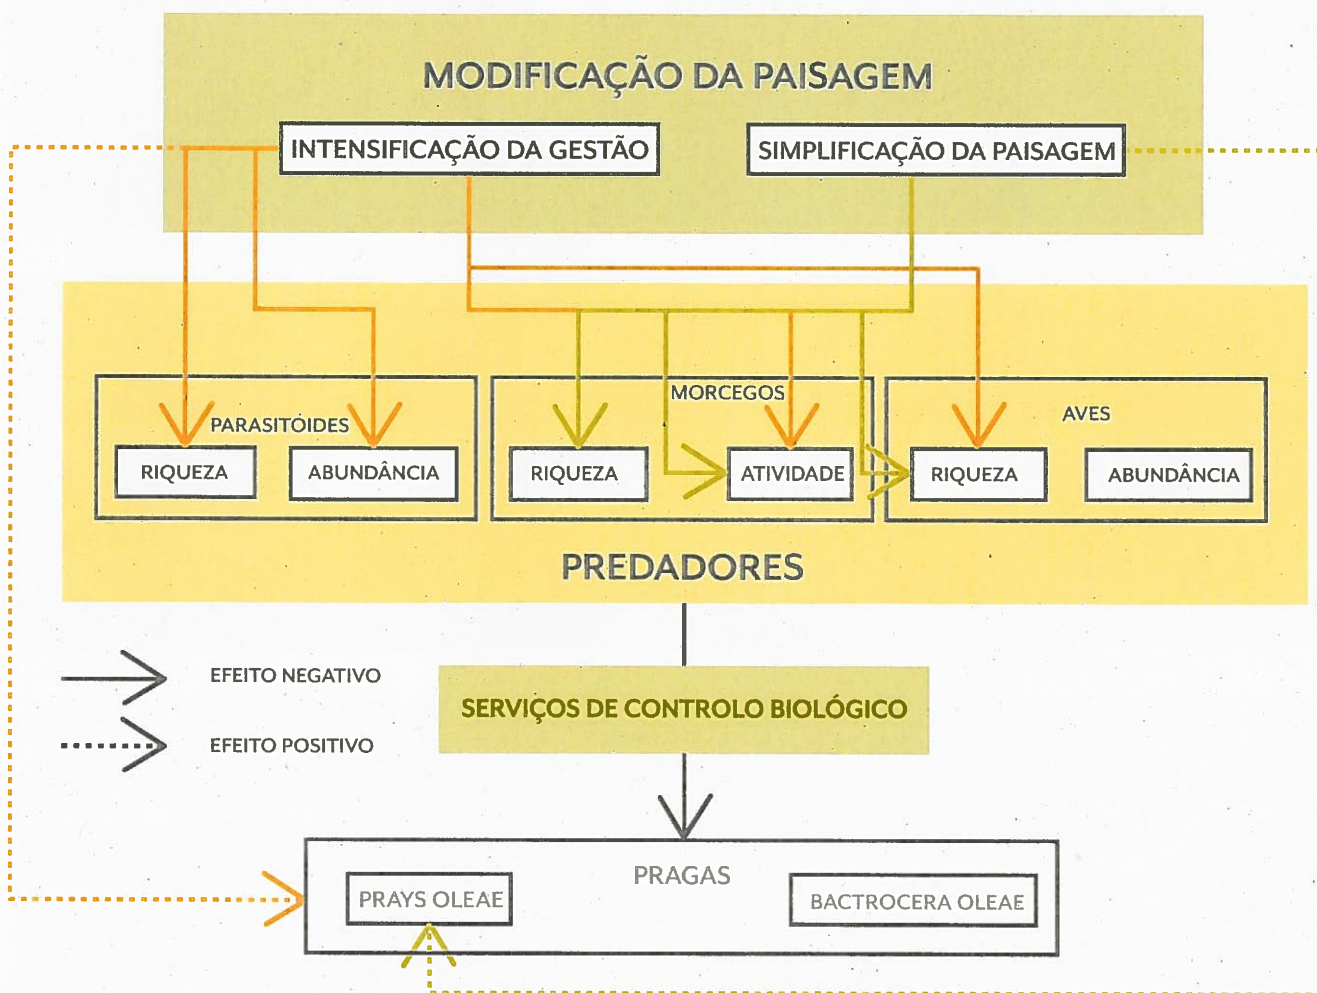 MODIFICAÇÃO DA PAISAGEM
INTENSIFICAÇÃO DA GESTÃO
SIMPLIFICAÇÃO DA PAISAGEM
PARASITÓIDES
RIQUEZA
ABUNDÂNCIA
MORCEGOS
RIQUEZA
ATIVIDADE
AVES
RIQUEZA
ABUNDÂNCIA
PREDADORES
EFEITO NEGATIVO
EFEITO POSITIVO
SERVIÇOS DE CONTROLO BIOLÓGICO
PRAGAS
PRAYS OLEAE
BACTROCERA OLEAE